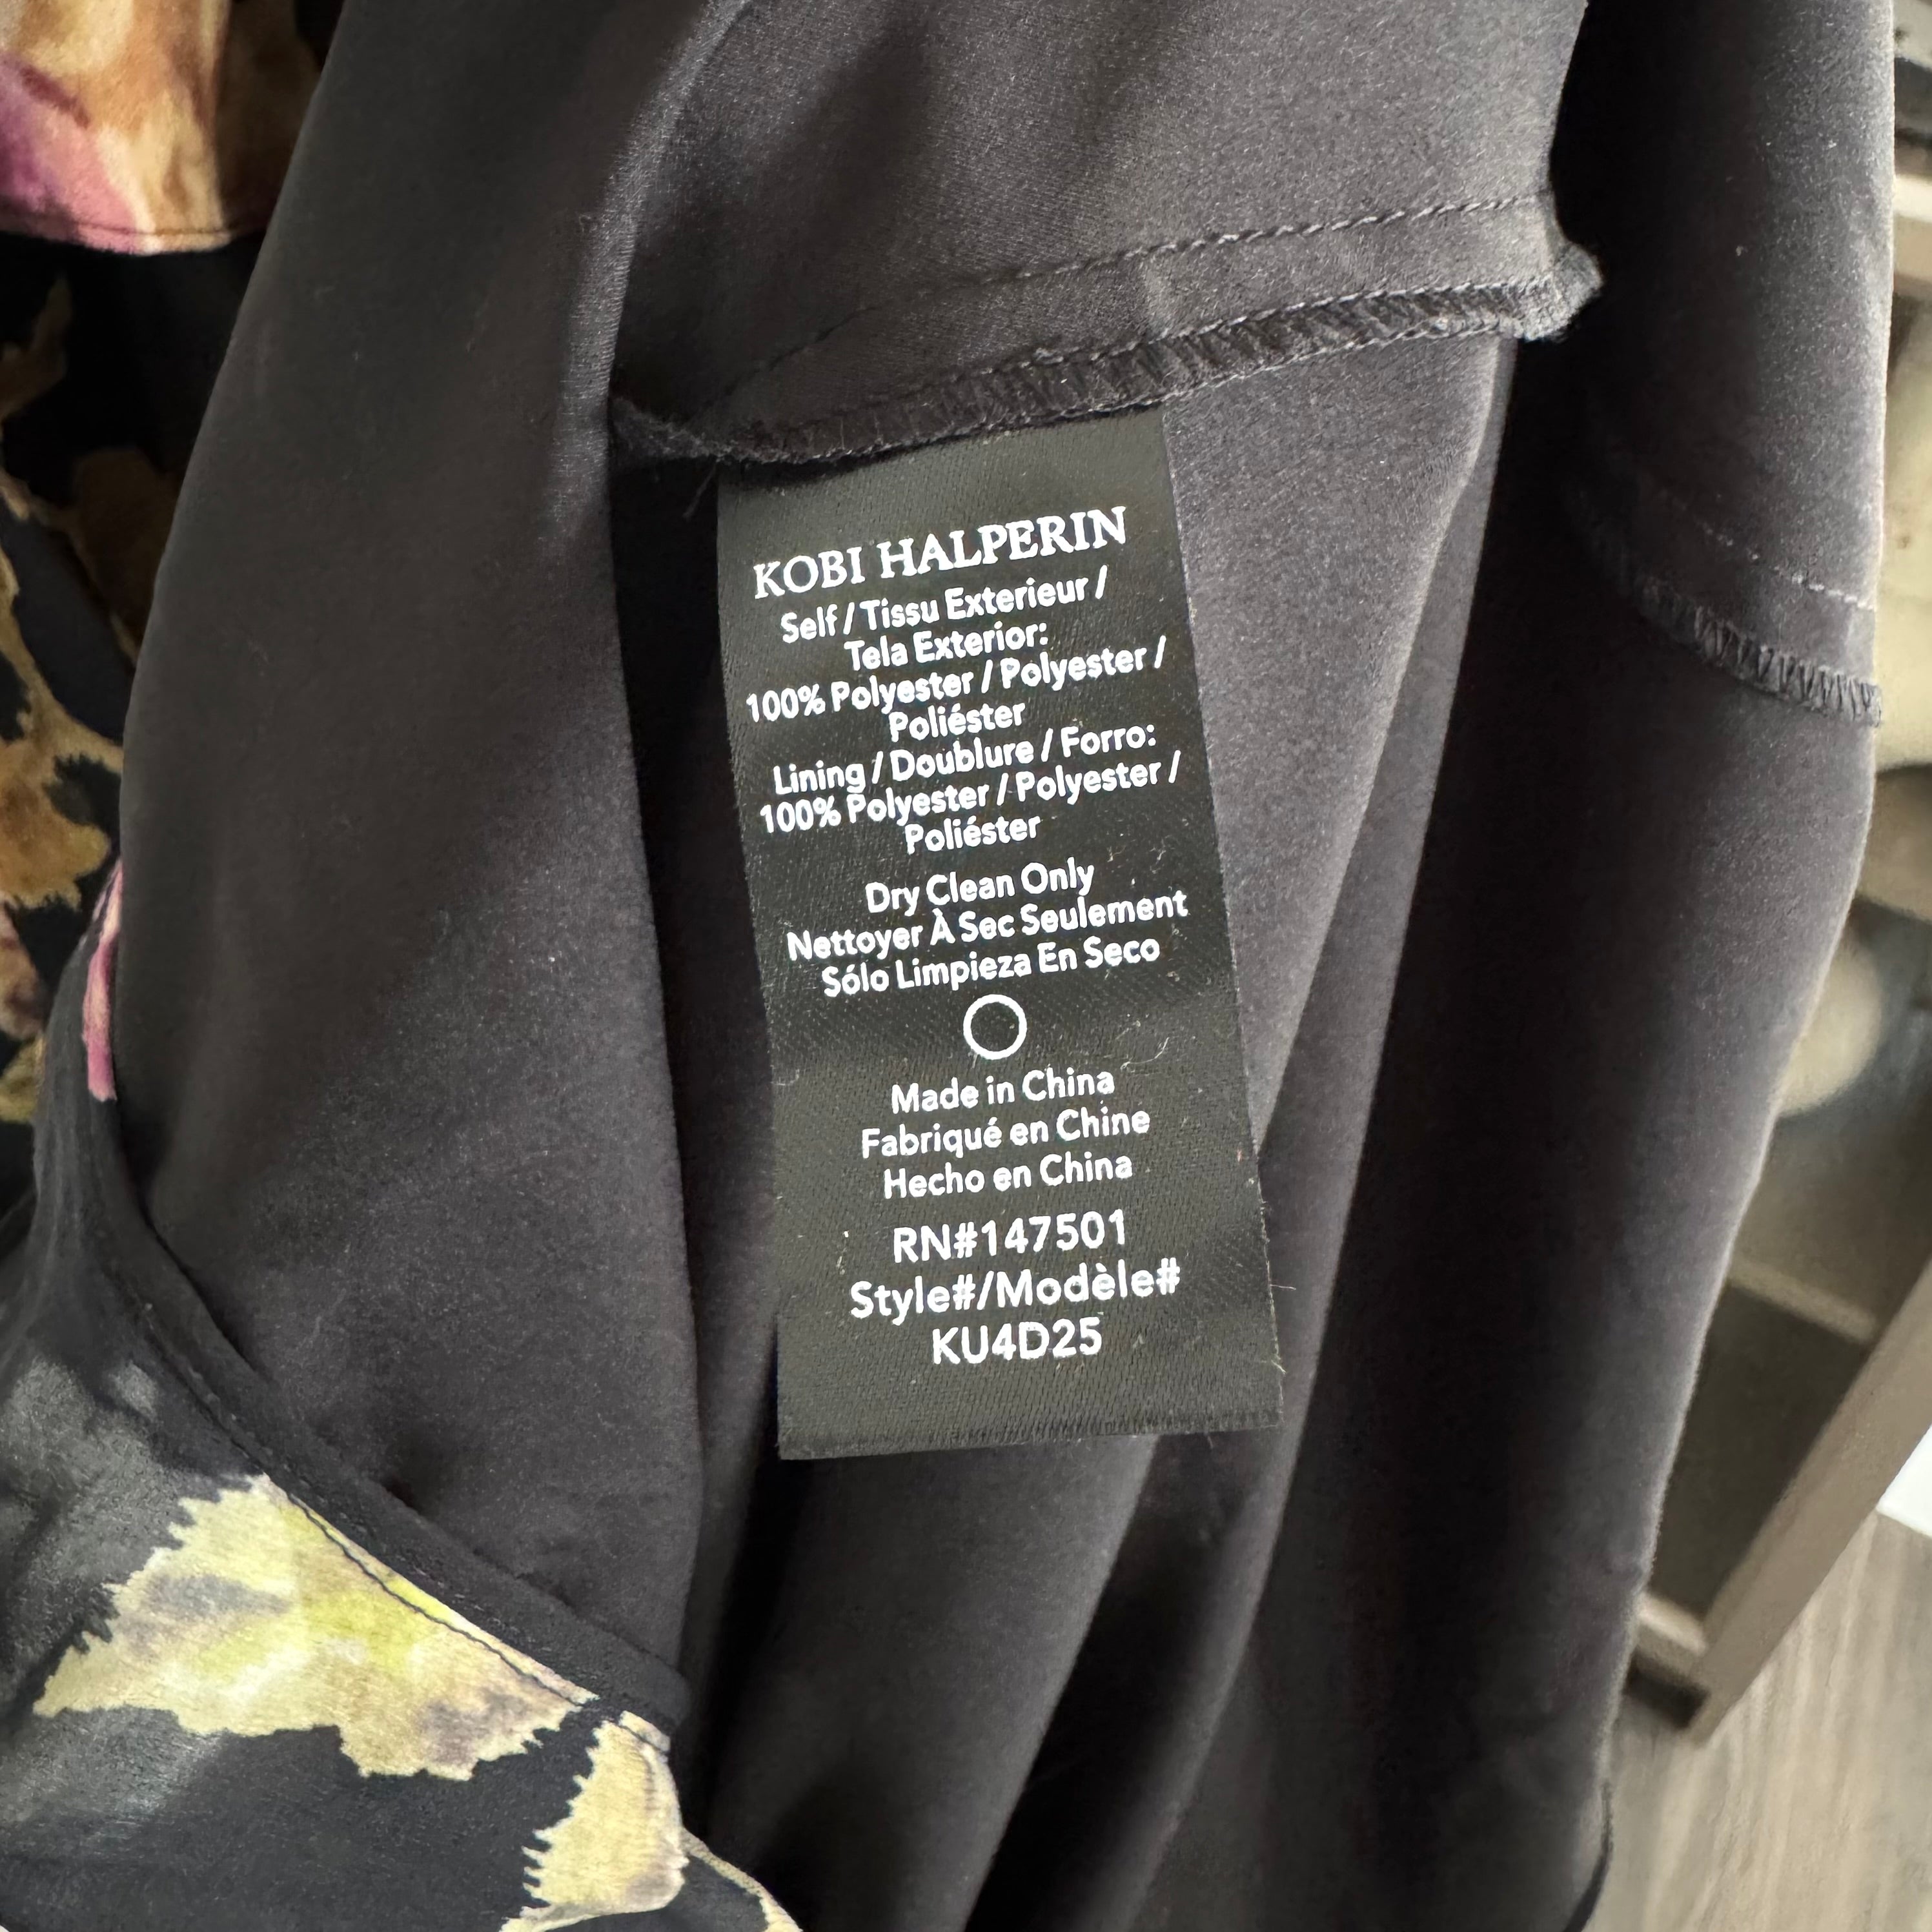 KOBI HALPERIN
Self / Tissu Exterieur /
Tela Exterior:
100% Polyester / Polyester /
Poliéster
Lining / Doublure / Forro:
100% Polyester / Polyester /
Poliéster
Dry Clean Only
Nettoyer À Sec Seulement
Sólo Limpieza En Seco
Made in China
Fabriqué en Chine
Hecho en China
RN#147501
Style#/Modèle#
KU4D25